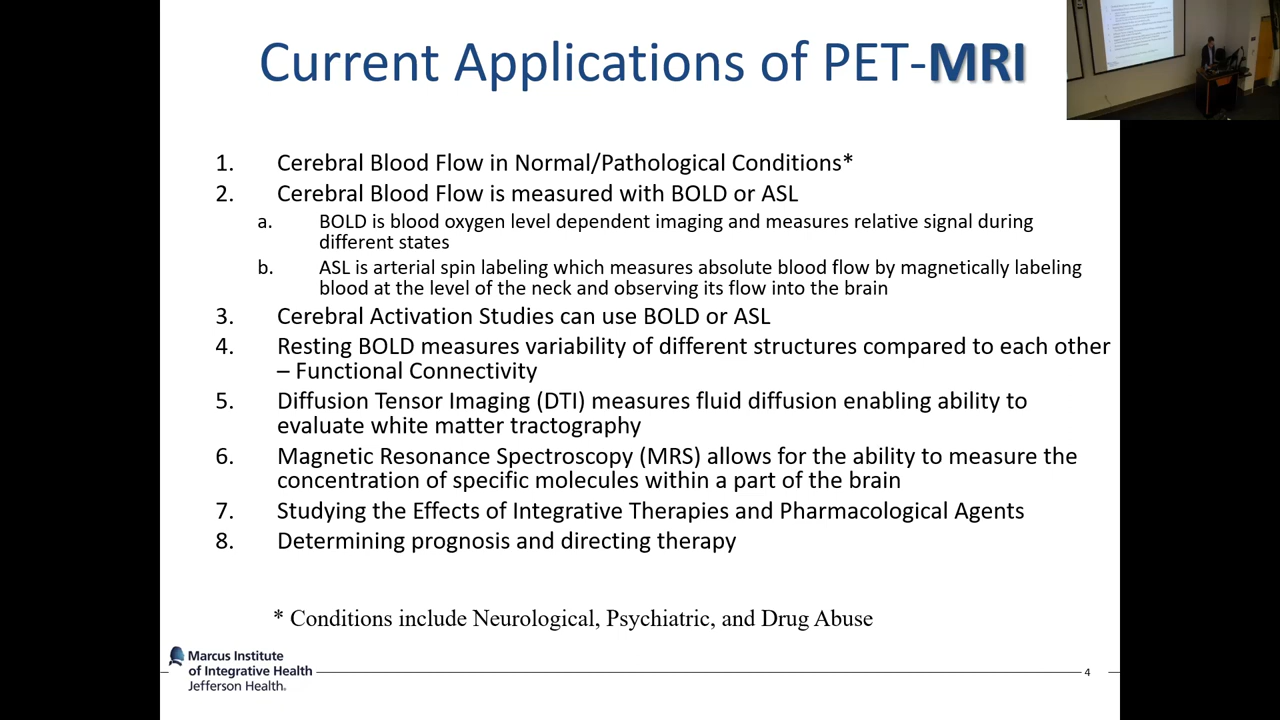 Current Applications of PET-MRI
1. Cerebral Blood Flow in Normal/Pathological Conditions*
2. Cerebral Blood Flow is measured with BOLD or ASL
a. BOLD is blood oxygen level dependent imaging and measures relative signal during
different states
b. ASL is arterial spin labeling which measures absolute blood flow by magnetically labeling
blood at the level of the neck and observing its flow into the brain
3. Cerebral Activation Studies can use BOLD or ASL
4. Resting BOLD measures variability of different structures compared to each other
– Functional Connectivity
5. Diffusion Tensor Imaging (DTI) measures fluid diffusion enabling ability to
evaluate white matter tractography
6. Magnetic Resonance Spectroscopy (MRS) allows for the ability to measure the
concentration of specific molecules within a part of the brain
7. Studying the Effects of Integrative Therapies and Pharmacological Agents
8. Determining prognosis and directing therapy
* Conditions include Neurological, Psychiatric, and Drug Abuse
Marcus Institute
of Integrative Health
Jefferson Health.
4